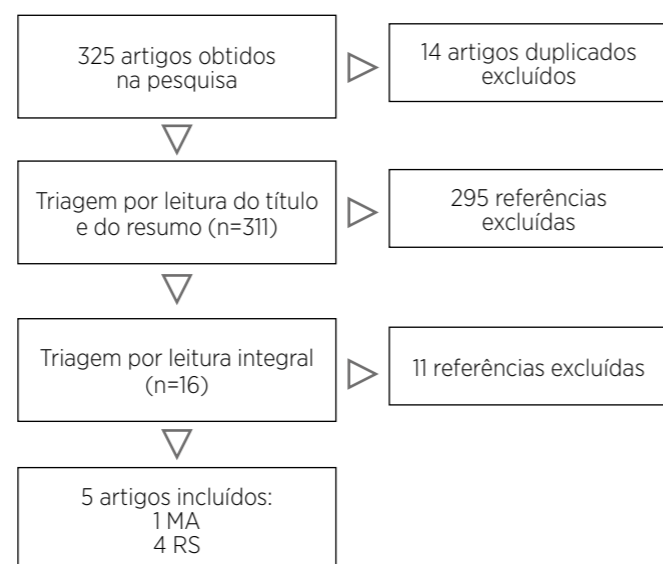 325 artigos obtidos
na pesquisa
14 artigos duplicados
excluídos
Triagem por leitura do título
e do resumo (n=311)
295 referências
excluídas
Triagem por leitura integral
(n=16)
11 referências excluídas
5 artigos incluídos:
1 MA
4 RS